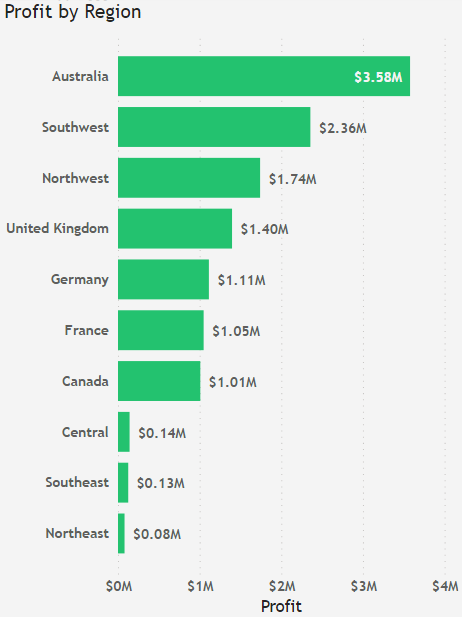 Profit by Region
Australia $3.58M
Southwest $2.36M
Northwest $1.74M
United Kingdom $1.40M
Germany $1.11M
France $1.05M
Canada $1.01M
Central $0.14M
Southeast $0.13M
Northeast $0.08M
$0M $1M $2M $3M $4M
Profit